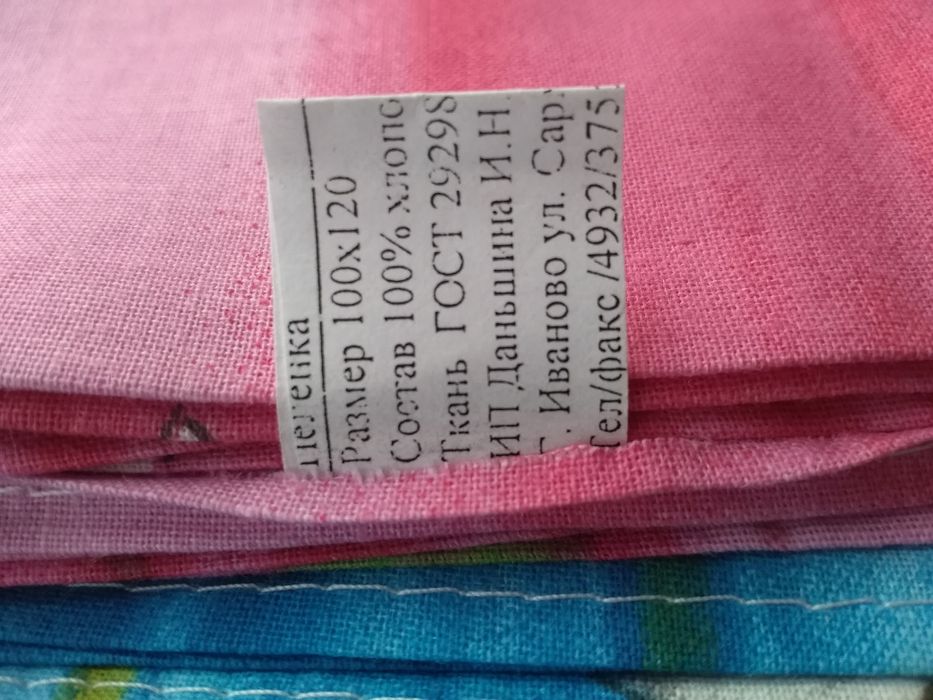 Пеленка
Размер 100х120
Состав 100% хлопо
Ткань ГОСТ 29298
ИП Даньшина И.Н.
Г. Иваново ул. Сар
Тел/факс /4932/375